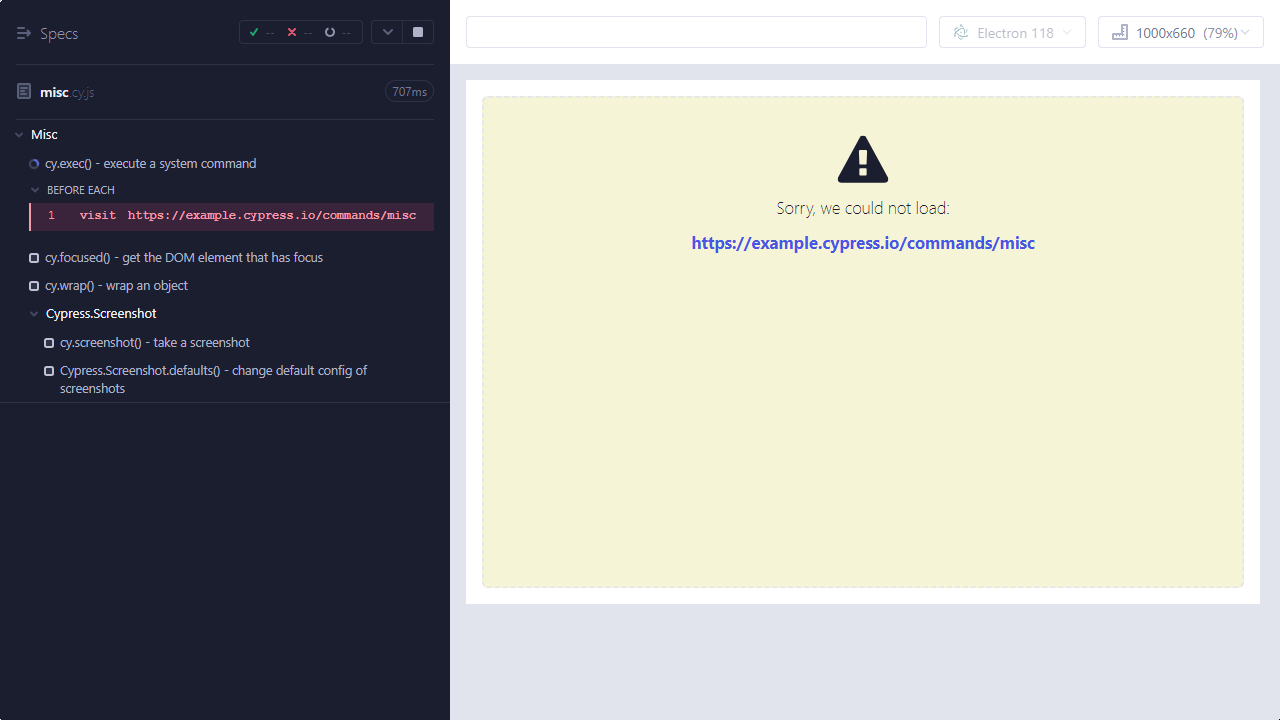 Specs
--
--
--
Electron 118
1000x660 (79%)
misc.cy.js
707ms
Misc
cy.exec() - execute a system command
BEFORE EACH
1 visit https://example.cypress.io/commands/misc
cy.focused() - get the DOM element that has focus
cy.wrap() - wrap an object
Cypress.Screenshot
cy.screenshot() - take a screenshot
Cypress.Screenshot.defaults() - change default config of
screenshots
Sorry, we could not load:
https://example.cypress.io/commands/misc